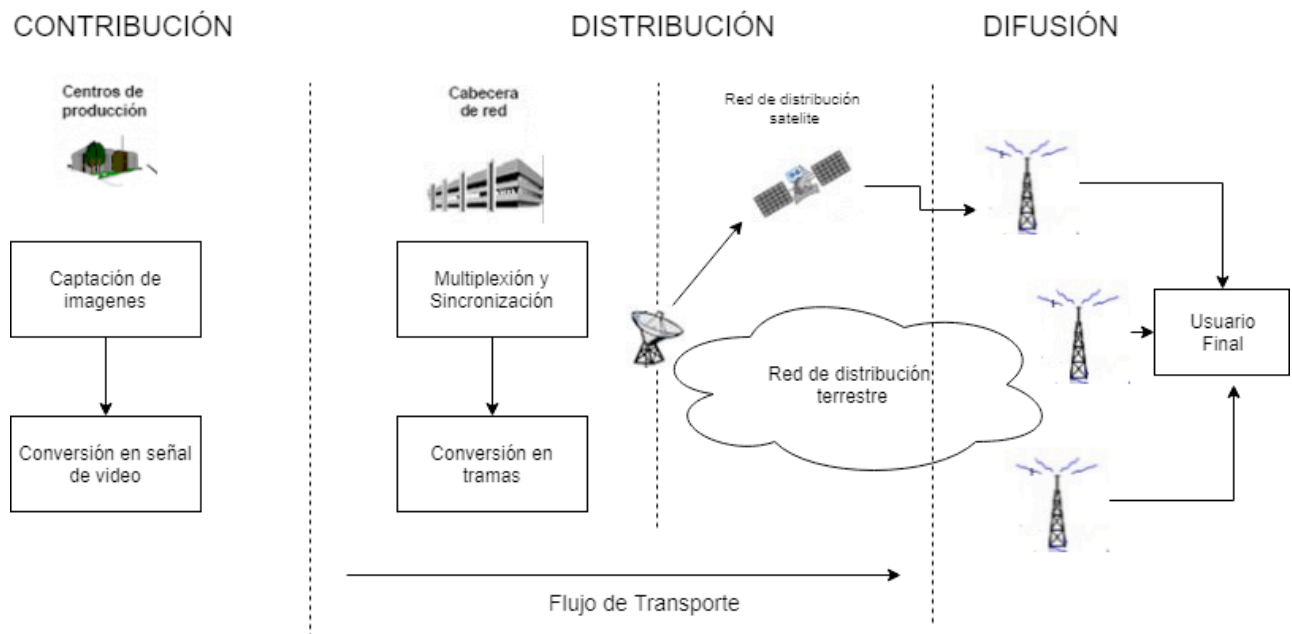 CONTRIBUCIÓN
DISTRIBUCIÓN
DIFUSIÓN
Centros de
producción
Cabecera
de red
Red de distribución
satelite
Captación de
imagenes
Multiplexión y
Sincronización
Usuario
Final
Red de distribución
terrestre
Conversión en señal
de video
Conversión en
tramas
Flujo de Transporte